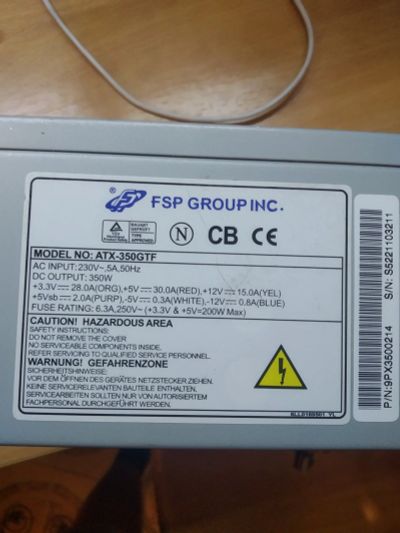 FSP GROUP INC.
TYPE APPROVED
N
CB CE
MODEL NO: ATX-350GTF
AC INPUT:230V~,5A,50Hz
DC OUTPUT: 350W
+3.3V⎓28.0A(ORG),+5V⎓30.0A(RED),+12V⎓15.0A(YEL)
+5Vsb⎓2.0A(PURP),-5V⎓0.3A(WHITE),-12V⎓0.8A(BLUE)
FUSE RATING: 6.3A,250V~ (+3.3V &+5V=200W Max)
CAUTION! HAZARDOUS AREA
SAFETY INSTRUCTIONS:
DO NOT REMOVE THE COVER
NO SERVICEABLE COMPONENTS INSIDE.
REFER SERVICING TO QUALIFIED SERVICE PERSONNEL.
WARNUNG! GEFAHRENZONE
SICHERHEITSHINWEIS:
VOR ÖFFNEN DES GERÄTES NETZSTECKER ZIEHEN.
KEINE SERVICERELEVANTEN BAUTEILE ENTHALTEN.
SERVICEARBEITEN SOLLTEN NUR VON AUTORISIERTEM
FACHPERSONAL DURCHGEFÜHRT WERDEN.
P/N:9PX3500214
S/N: S5221103211